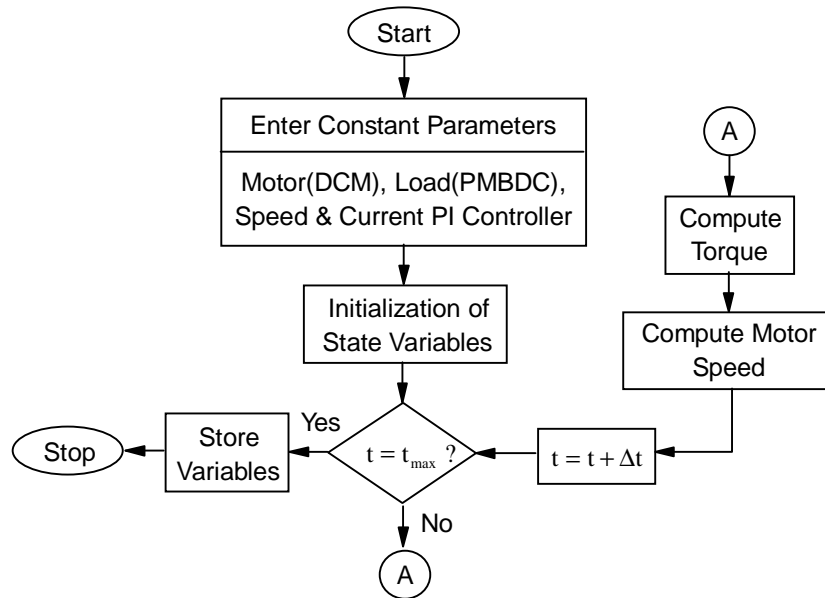 Start
Enter Constant Parameters
Motor(DCM), Load(PMBDC),
Speed & Current PI Controller
Initialization of
State Variables
t = t_max ?
Yes
Store
Variables
Stop
No
A
A
Compute
Torque
Compute Motor
Speed
t = t + Δt